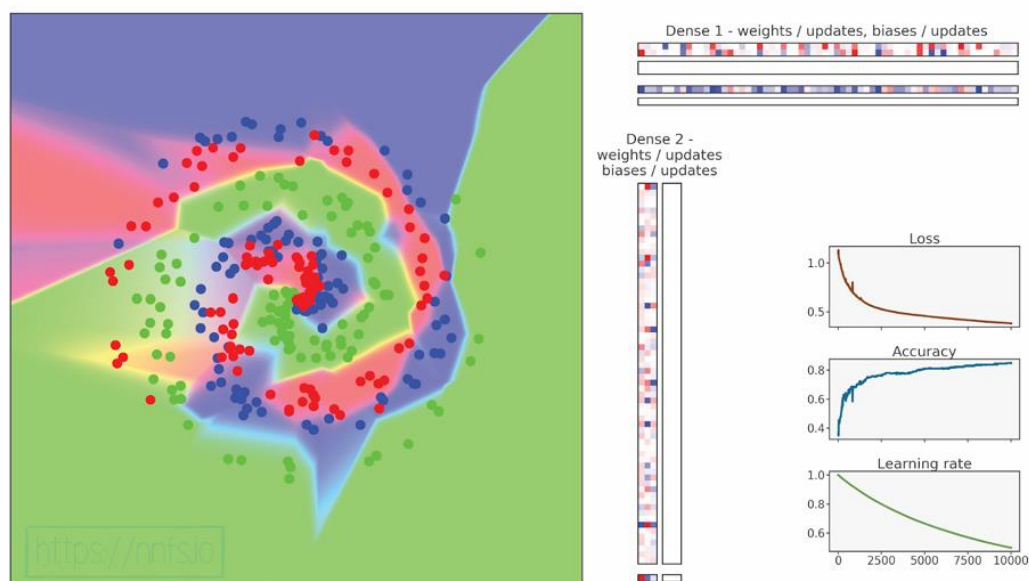 Dense 1 - weights / updates, biases / updates
Dense 2 -
weights / updates
biases / updates
Loss
1.0
0.5
Accuracy
0.8
0.6
0.4
Learning rate
1.0
0.8
0.6
0
2500
5000
7500
10000
https://nnfs.io